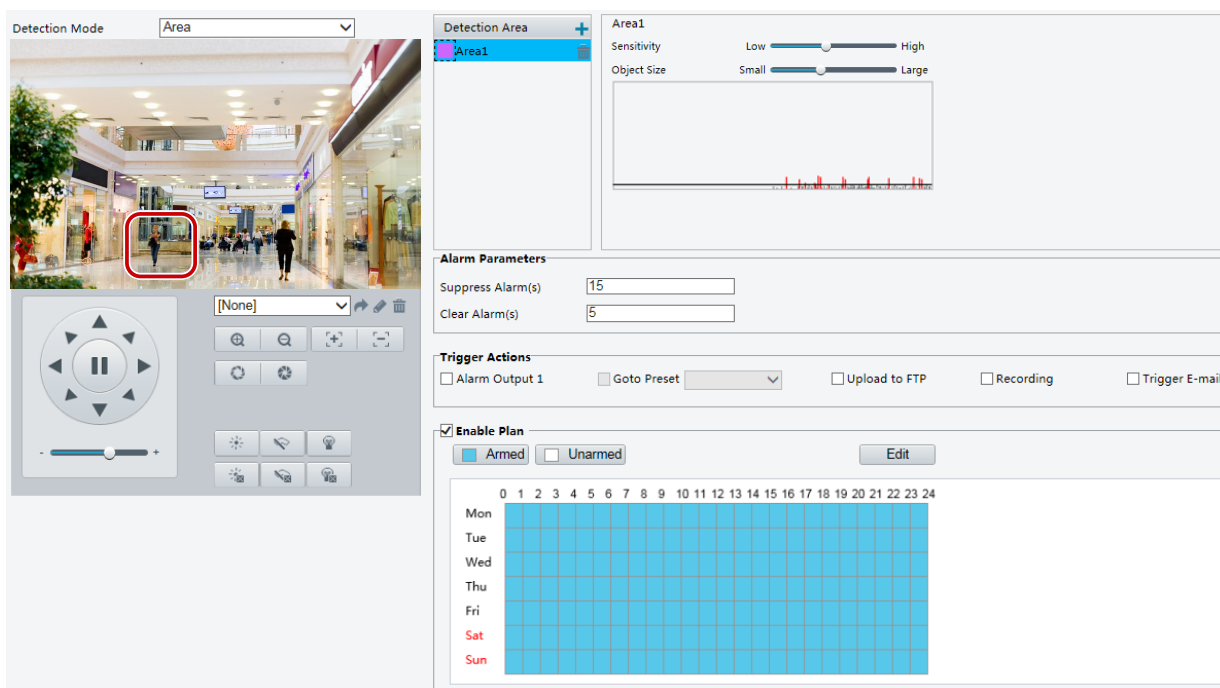 Detection Mode Area
Detection Area +
Area1
Area1
Sensitivity Low High
Object Size Small Large
Alarm Parameters
Suppress Alarm(s) 15
Clear Alarm(s) 5
[None]
- +
Trigger Actions
Alarm Output 1 Goto Preset Upload to FTP Recording Trigger E-mail
Enable Plan
Armed Unarmed Edit
0 1 2 3 4 5 6 7 8 9 10 11 12 13 14 15 16 17 18 19 20 21 22 23 24
Mon
Tue
Wed
Thu
Fri
Sat
Sun